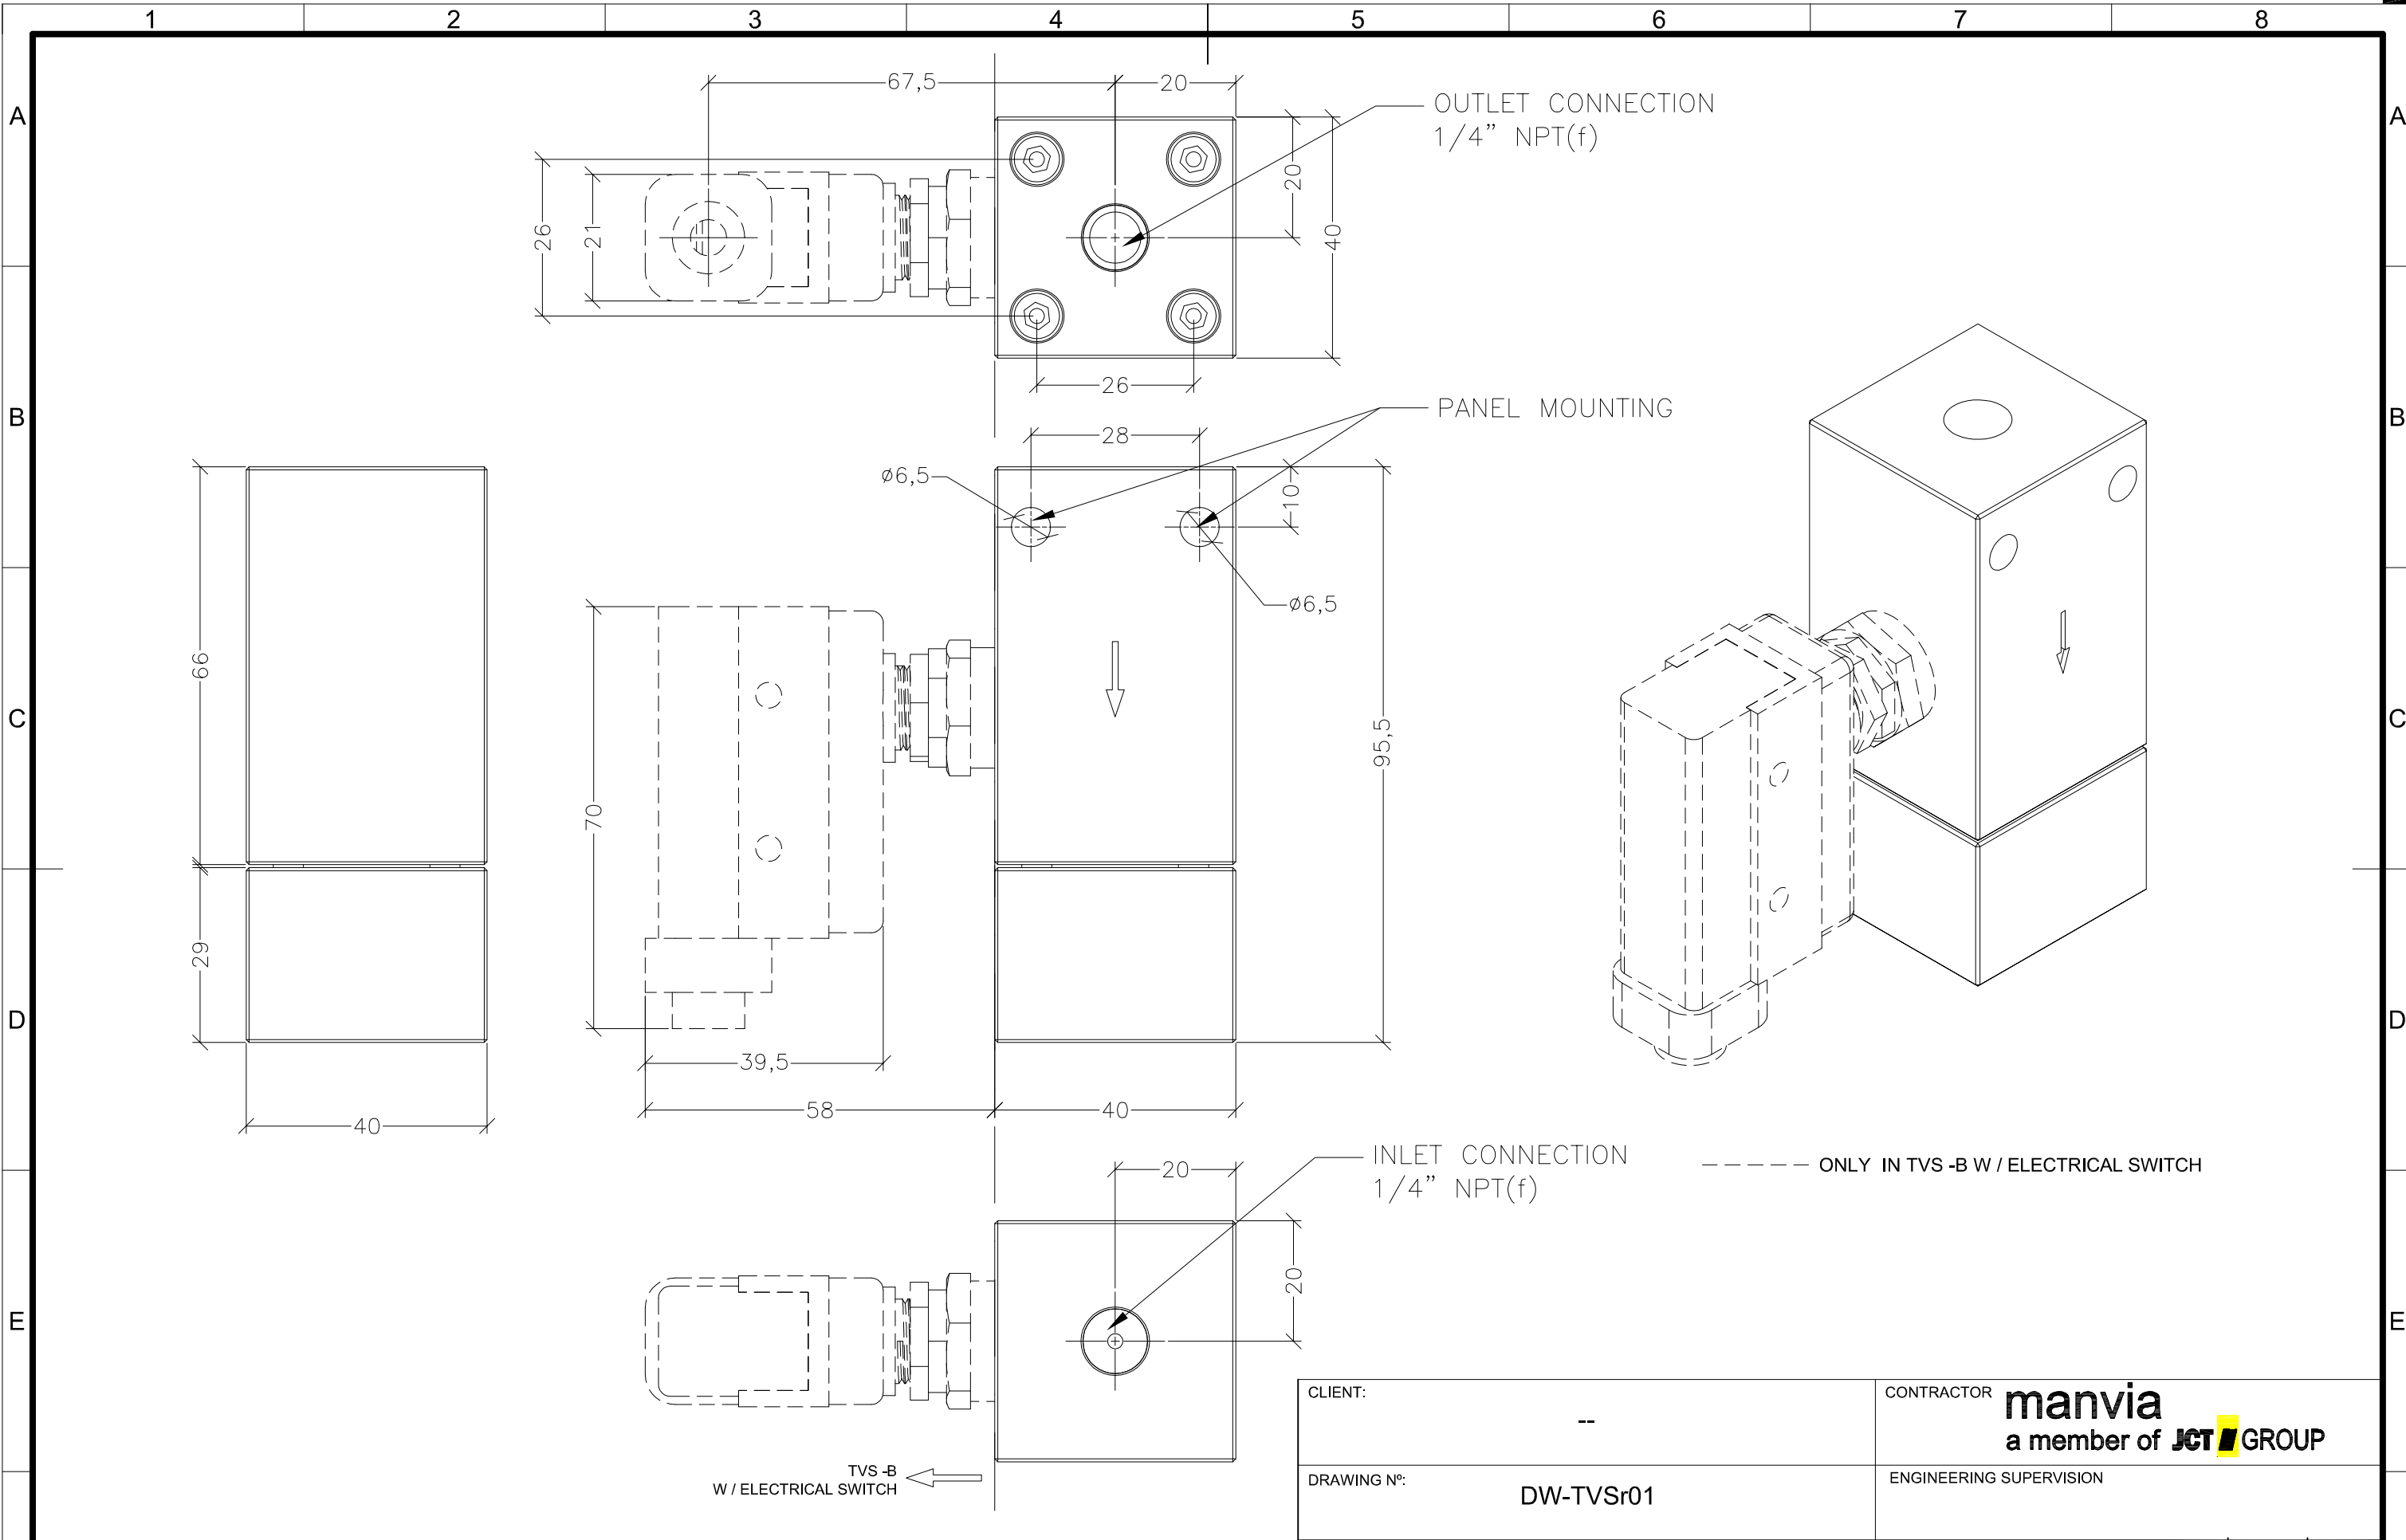 1 2 3 4 5 6 7 8
A A
67,5
20
OUTLET CONNECTION
1/4” NPT(f)
26
21
20
40
26
B B
PANEL MOUNTING
28
ø6,5
10
ø6,5
66
C C
95,5
70
29
D D
39,5
58
40
40
INLET CONNECTION
1/4” NPT(f)
20
ONLY IN TVS -B W / ELECTRICAL SWITCH
20
E E
TVS -B
W / ELECTRICAL SWITCH
CLIENT:
--
CONTRACTOR
manvia
a member of JCT GROUP
DRAWING Nº:
DW-TVSr01
ENGINEERING SUPERVISION